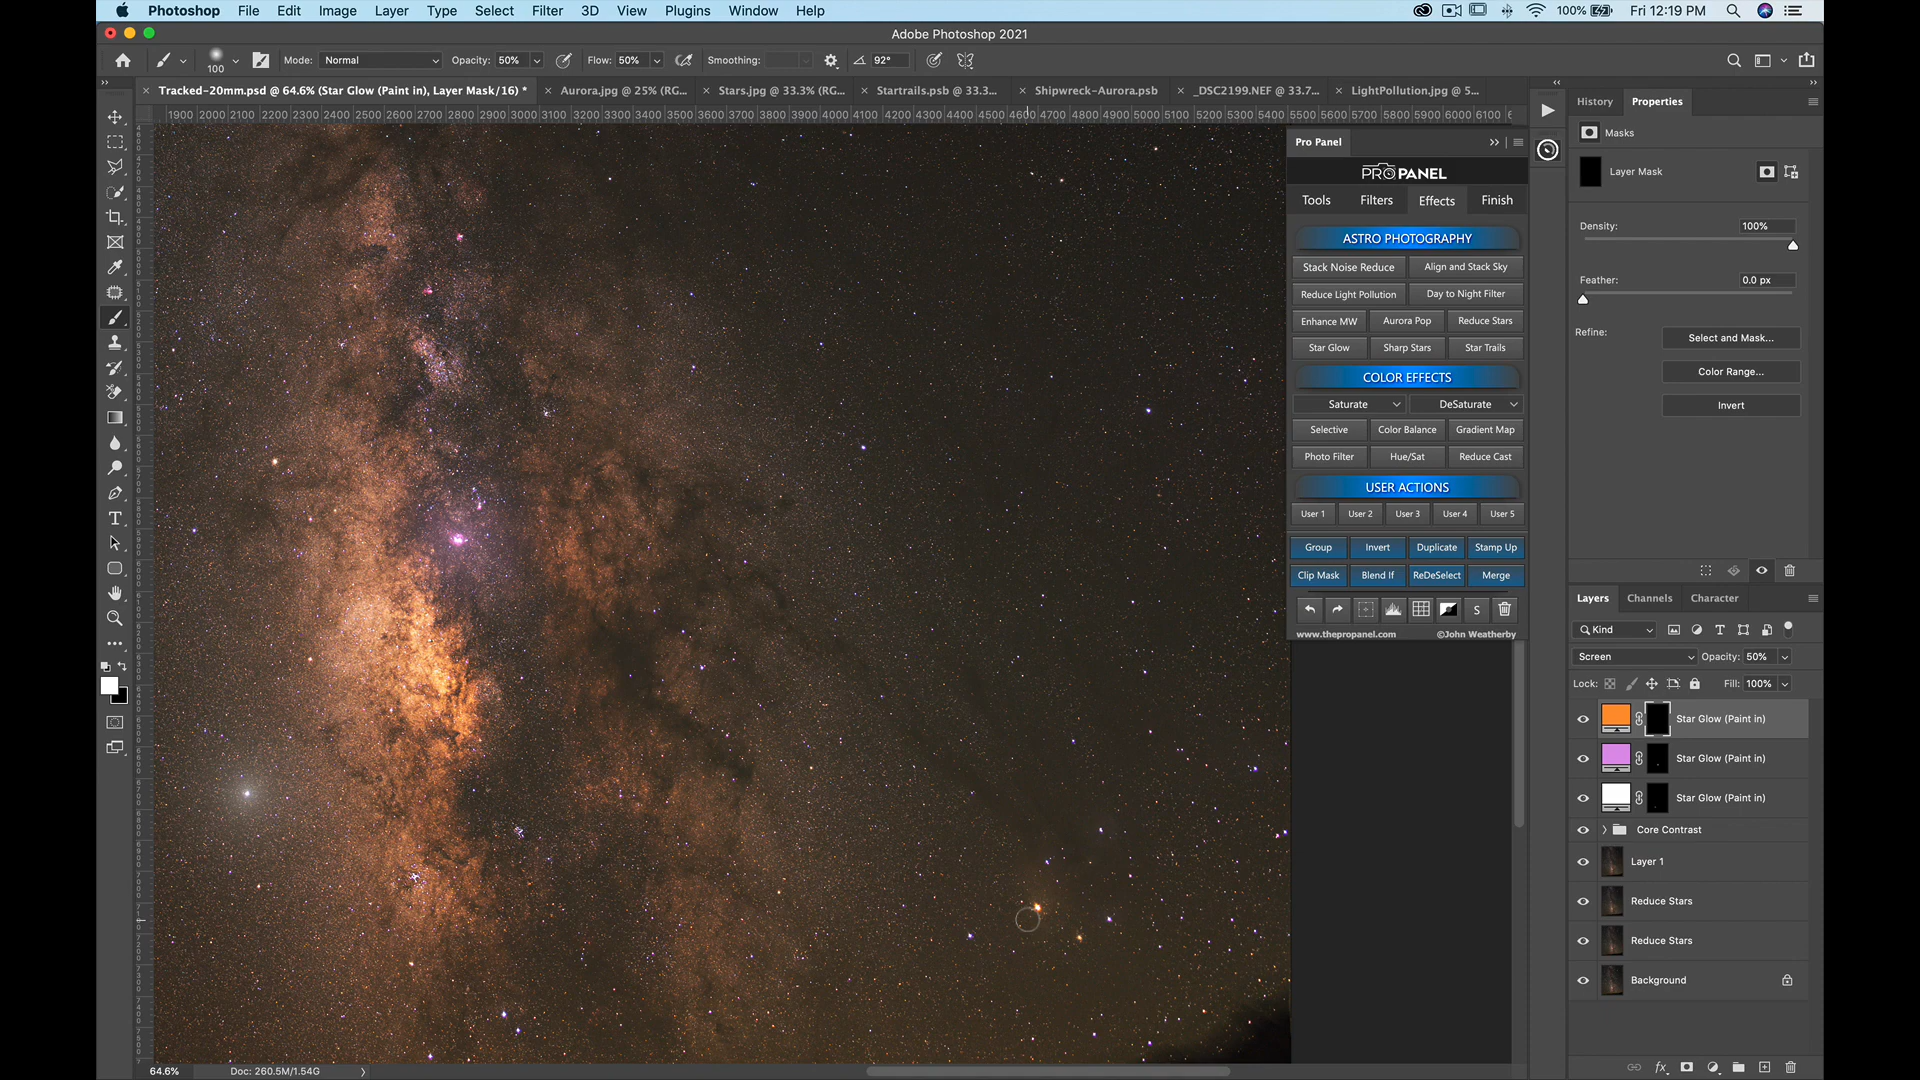 Photoshop File Edit Image Layer Type Select Filter 3D View Plugins Window Help 100% Fri 12:19 PM
Adobe Photoshop 2021
100 Mode: Normal Opacity: 50% Flow: 50% Smoothing: 92°
Tracked-20mm.psd @ 64.6% (Star Glow (Paint in), Layer Mask/16) * Aurora.jpg @ 25% (RG... Stars.jpg @ 33.3% (RG... Startrails.psb @ 33.3... Shipwreck-Aurora.psb _DSC2199.NEF @ 33.7... LightPollution.jpg @ 5...
1900 2000 2100 2200 2300 2400 2500 2600 2700 2800 2900 3000 3100 3200 3300 3400 3500 3600 3700 3800 3900 4000 4100 4200 4300 4400 4500 4600 4700 4800 4900 5000 5100 5200 5300 5400 5500 5600 5700 5800 5900 6000 6100
Pro Panel
PRO PANEL
Tools Filters Effects Finish
ASTRO PHOTOGRAPHY
Stack Noise Reduce Align and Stack Sky
Reduce Light Pollution Day to Night Filter
Enhance MW Aurora Pop Reduce Stars
Star Glow Sharp Stars Star Trails
COLOR EFFECTS
Saturate DeSaturate
Selective Color Balance Gradient Map
Photo Filter Hue/Sat Reduce Cast
USER ACTIONS
User 1 User 2 User 3 User 4 User 5
Group Invert Duplicate Stamp Up
Clip Mask Blend If ReDeSelect Merge
S
www.thepropanel.com ©John Weatherby
History Properties
Masks
Layer Mask
Density: 100%
Feather: 0.0 px
Refine: Select and Mask...
Color Range...
Invert
Layers Channels Character
Kind
Screen Opacity: 50%
Lock: Fill: 100%
Star Glow (Paint in)
Star Glow (Paint in)
Star Glow (Paint in)
Core Contrast
Layer 1
Reduce Stars
Reduce Stars
Background
fx
64.6% Doc: 260.5M/1.54G